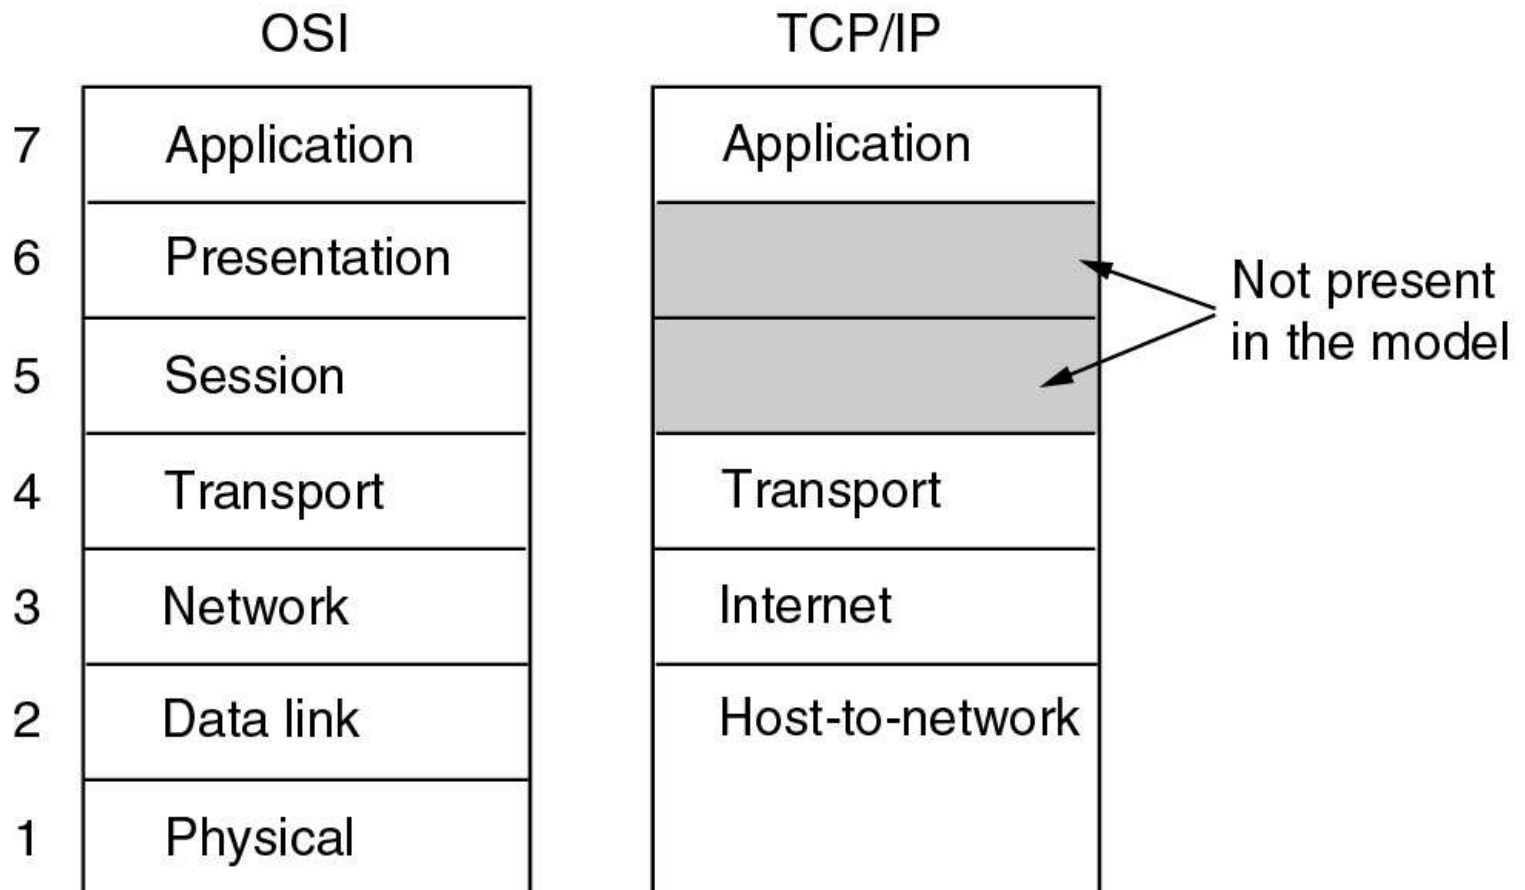 OSI TCP/IP
7 Application Application
6 Presentation
5 Session
Not present
in the model
4 Transport Transport
3 Network Internet
2 Data link Host-to-network
1 Physical